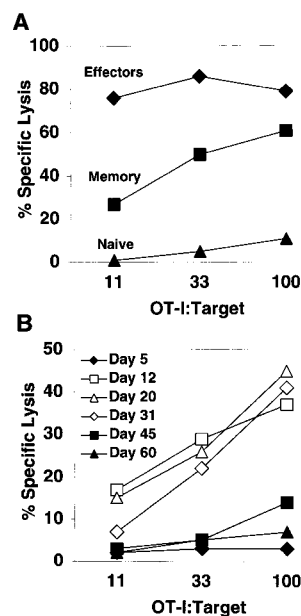 A
100
80
60
40
20
0
% Specific Lysis
Effectors
Memory
Naive
11 33 100
OT-I:Target
B
50
40
30
20
10
0
% Specific Lysis
Day 5
Day 12
Day 20
Day 31
Day 45
Day 60
11 33 100
OT-I:Target